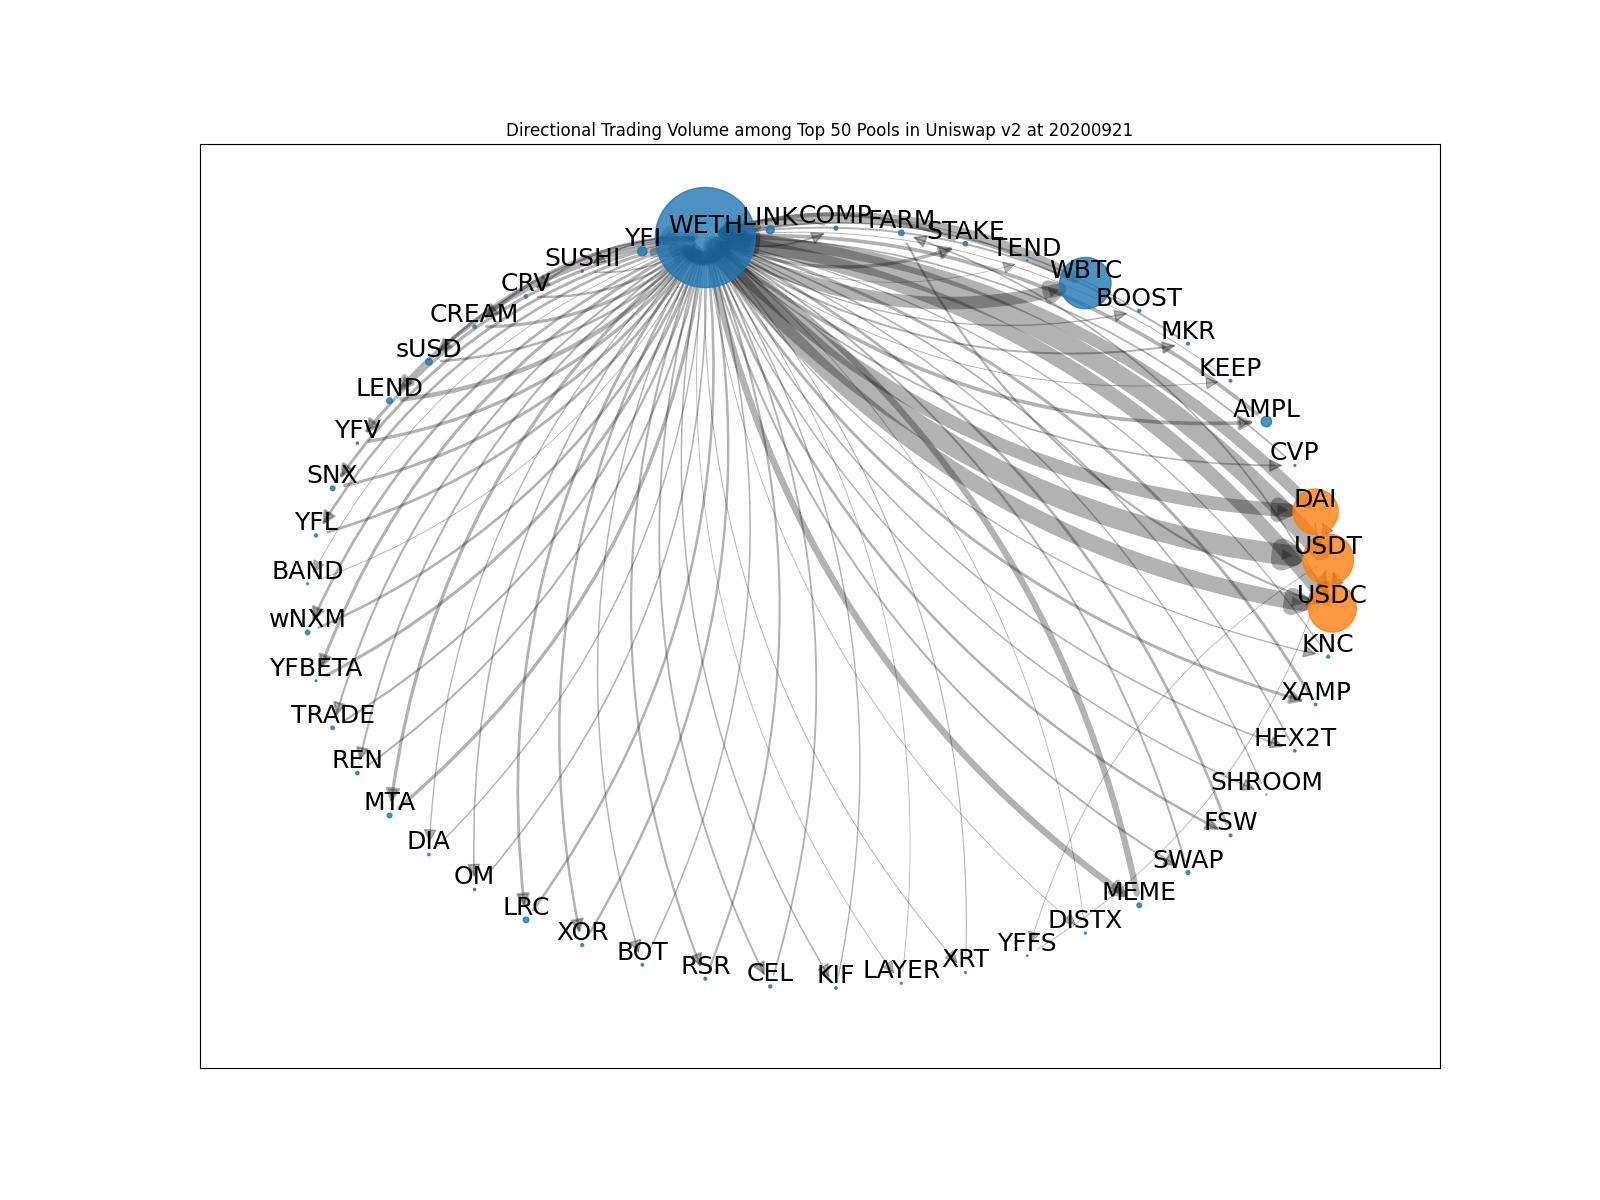 Directional Trading Volume among Top 50 Pools in Uniswap v2 at 20200921
WETH
LINK
COMP
FARM
STAKE
TEND
WBTC
BOOST
MKR
KEEP
AMPL
CVP
DAI
USDT
USDC
KNC
XAMP
HEX2T
SHROOM
FSW
SWAP
MEME
DISTX
YFFS
XRT
LAYER
KIF
CEL
RSR
BOT
XOR
LRC
OM
DIA
MTA
REN
TRADE
YFBETA
wNXM
BAND
YFL
SNX
YFV
LEND
sUSD
CREAM
CRV
SUSHI
YFI